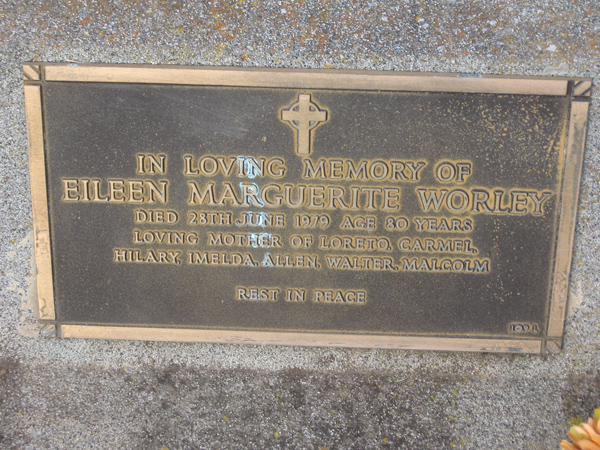 IN LOVING MEMORY OF
EILEEN MARGUERITE WORLEY
DIED 28TH JUNE 1979 AGE 80 YEARS
LOVING MOTHER OF LORETO, CARMEL,
HILARY, IMELDA, ALLEN, WALTER, MALCOLM
REST IN PEACE